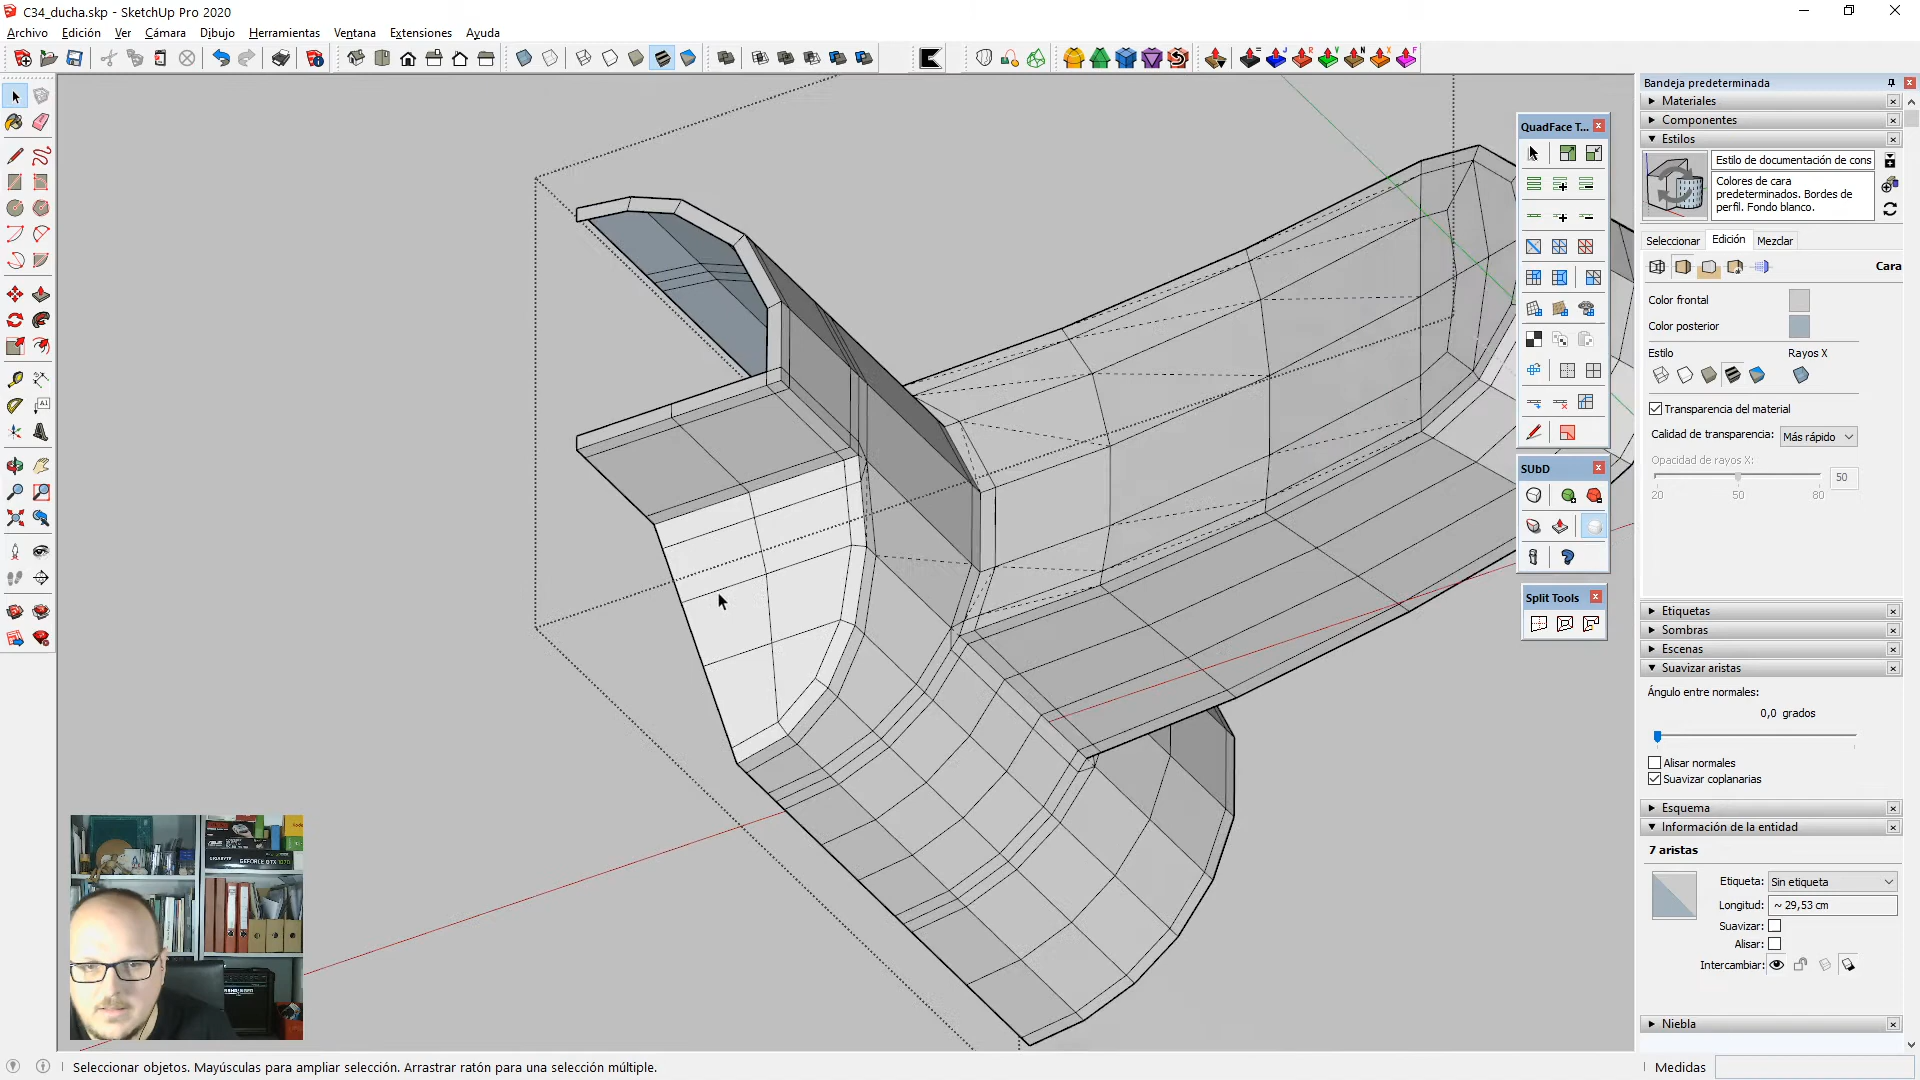 C34_ducha.skp - SketchUp Pro 2020
Archivo Edición Ver Cámara Dibujo Herramientas Ventana Extensiones Ayuda
Bandeja predeterminada
Materiales
Componentes
Estilos
Estilo de documentación de cons
Colores de cara
predeterminados. Bordes de
perfil. Fondo blanco.
Seleccionar Edición Mezclar
Cara
Color frontal
Color posterior
Estilo Rayos X
Transparencia del material
Calidad de transparencia: Más rápido
Opacidad de rayos X: 50
20 50 80
Etiquetas
Sombras
Escenas
Suavizar aristas
Ángulo entre normales:
0,0 grados
Alisar normales
Suavizar coplanarias
Esquema
Información de la entidad
7 aristas
Etiqueta: Sin etiqueta
Longitud: ~ 29,53 cm
Suavizar:
Alisar:
Intercambiar:
Niebla
QuadFace T...
SUbD
Split Tools
GEFORCE GTX 1070
Seleccionar objetos. Mayúsculas para ampliar selección. Arrastrar ratón para una selección múltiple.
Medidas